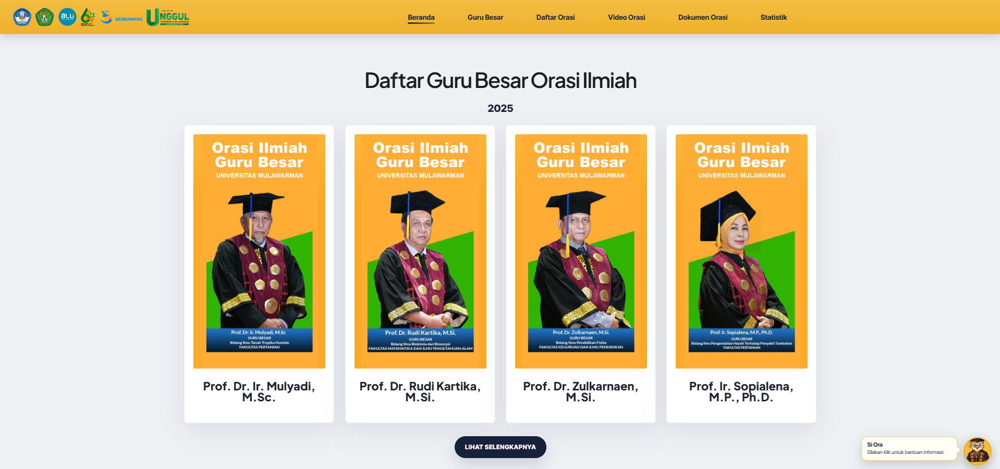 BLU
BERDAMPAK
UNGGUL
UNIVERSITAS MULAWARMAN
Beranda
Guru Besar
Daftar Orasi
Video Orasi
Dokumen Orasi
Statistik
Daftar Guru Besar Orasi Ilmiah
2025
Orasi Ilmiah
Guru Besar
UNIVERSITAS MULAWARMAN
Prof. Dr. Ir. Mulyadi, M.Sc
GURU BESAR
Bidang Ilmu Tanah Tropika Humida
FAKULTAS PERTANIAN
Prof. Dr. Ir. Mulyadi,
M.Sc.
Orasi Ilmiah
Guru Besar
UNIVERSITAS MULAWARMAN
Prof. Dr. Rudi Kartika, M.Si.
GURU BESAR
Bidang Ilmu Biokimia dan Biosorpsi
FAKULTAS MATEMATIKA DAN ILMU PENGETAHUAN ALAM
Prof. Dr. Rudi Kartika,
M.Si.
Orasi Ilmiah
Guru Besar
UNIVERSITAS MULAWARMAN
Prof. Dr. Zulkarnaen, M.Si.
GURU BESAR
Bidang Ilmu Pendidikan Fisika
FAKULTAS KEGURUAN DAN ILMU PENDIDIKAN
Prof. Dr. Zulkarnaen,
M.Si.
Orasi Ilmiah
Guru Besar
UNIVERSITAS MULAWARMAN
Prof. Ir. Sopialena, M.P., Ph.D.
GURU BESAR
Bidang Ilmu Pengendalian Hayati Terhadap Penyakit Tumbuhan
FAKULTAS PERTANIAN
Prof. Ir. Sopialena,
M.P., Ph.D.
LIHAT SELENGKAPNYA
Si Ora
Silakan klik untuk bantuan informasi.